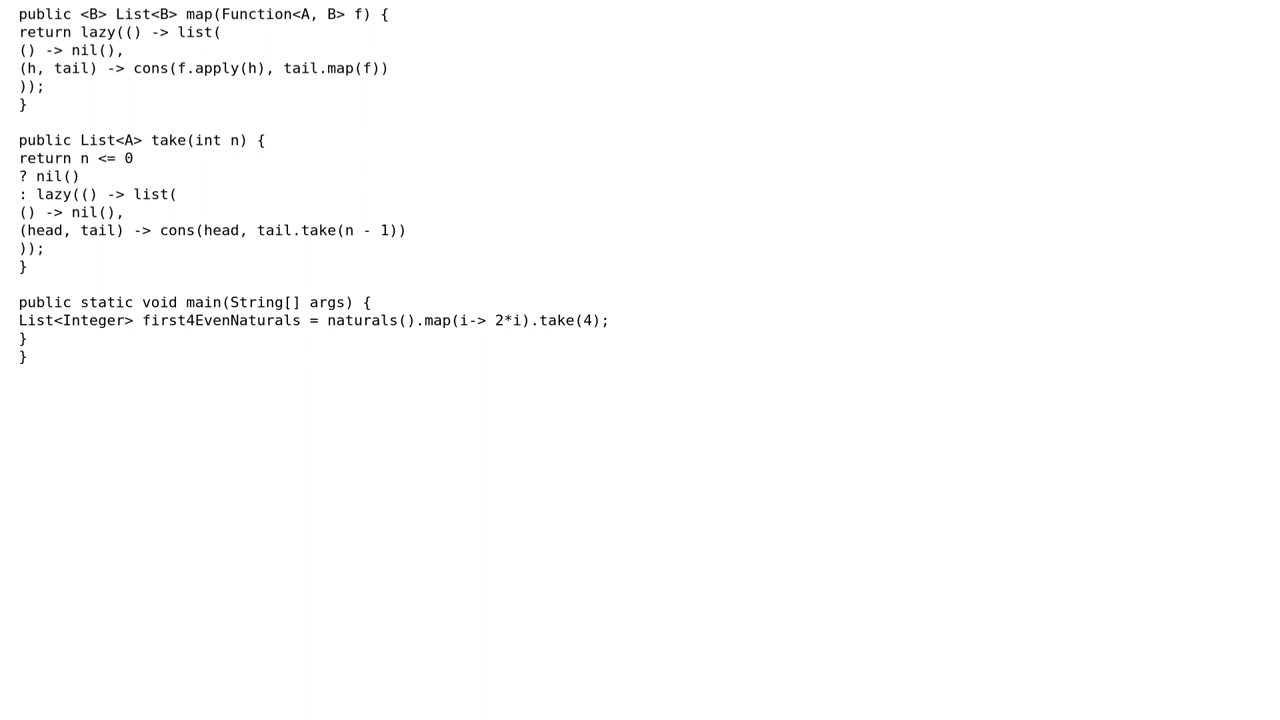 public <B> List<B> map(Function<A, B> f) {
return lazy(() -> list(
() -> nil(),
(h, tail) -> cons(f.apply(h), tail.map(f))
));
}
public List<A> take(int n) {
return n <= 0
? nil()
: lazy(() -> list(
() -> nil(),
(head, tail) -> cons(head, tail.take(n - 1))
));
}
public static void main(String[] args) {
List<Integer> first4EvenNaturals = naturals().map(i-> 2*i).take(4);
}
}